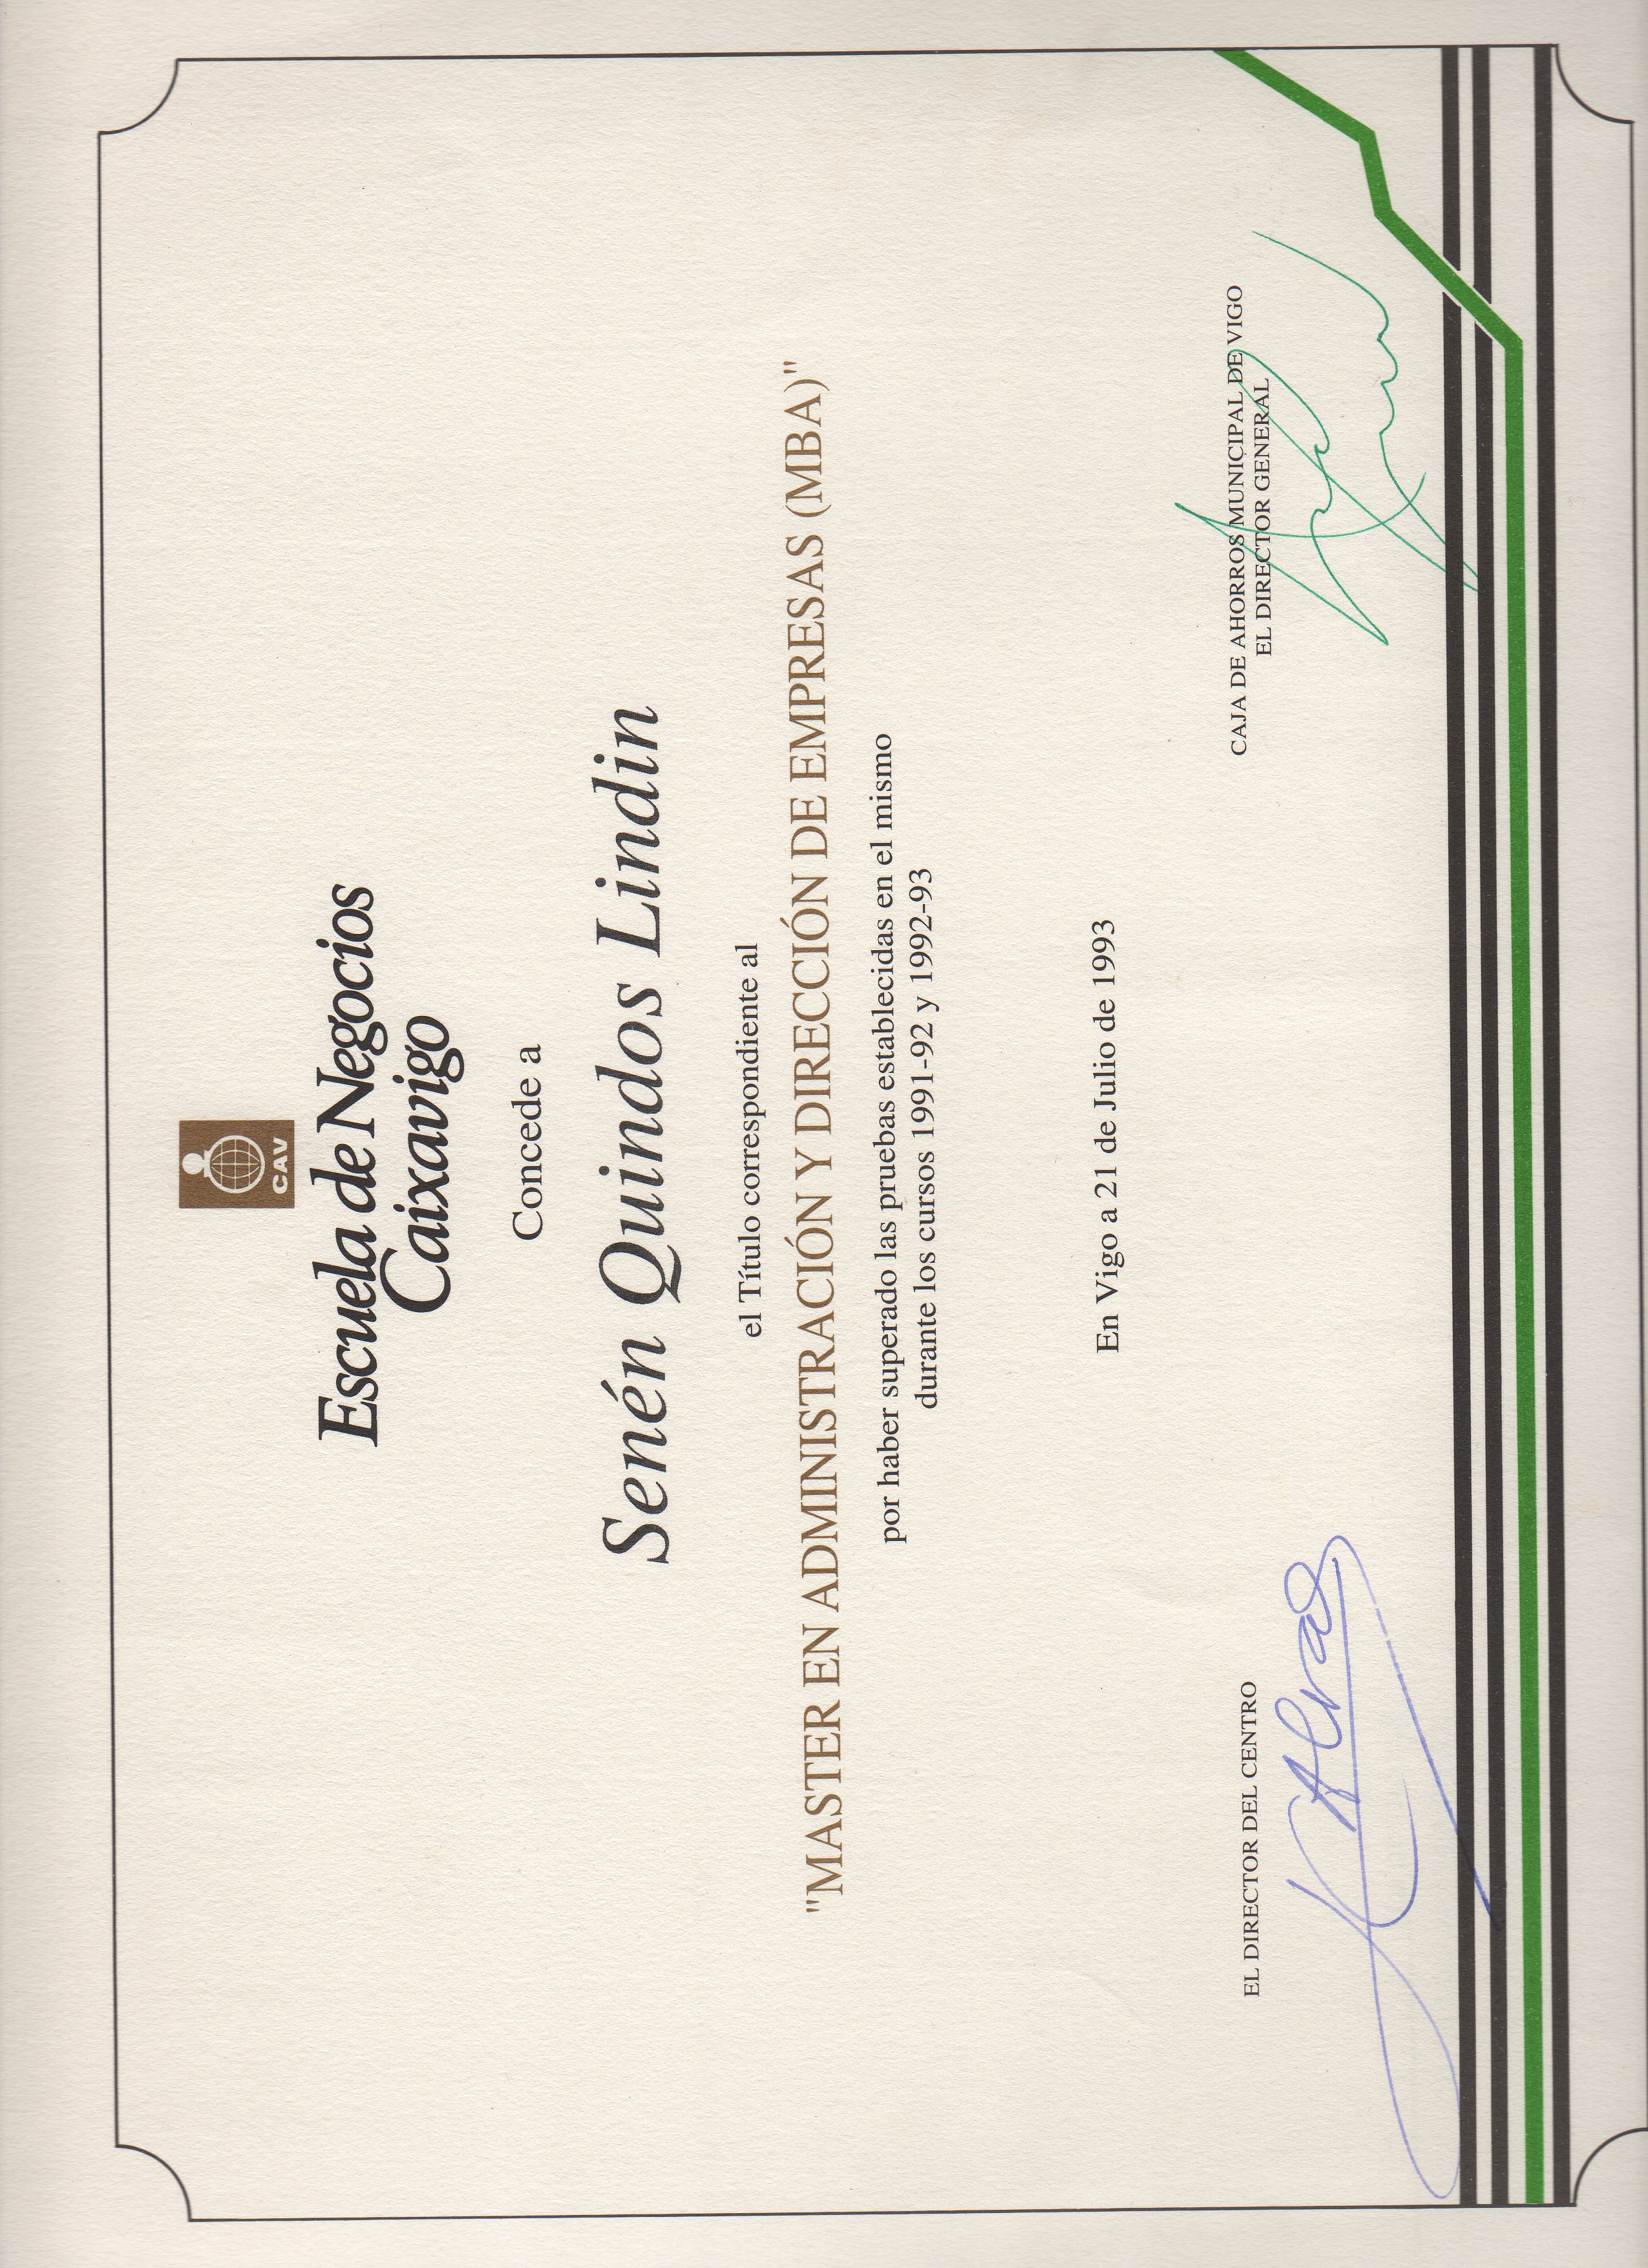 CAV
Escuela de Negocios
Caixavigo
Concede a
Senén Quindos Lindin
el Título correspondiente al
"MASTER EN ADMINISTRACIÓN Y DIRECCIÓN DE EMPRESAS (MBA)"
por haber superado las pruebas establecidas en el mismo
durante los cursos 1991-92 y 1992-93
En Vigo a 21 de Julio de 1993
EL DIRECTOR DEL CENTRO
CAJA DE AHORROS MUNICIPAL DE VIGO
EL DIRECTOR GENERAL